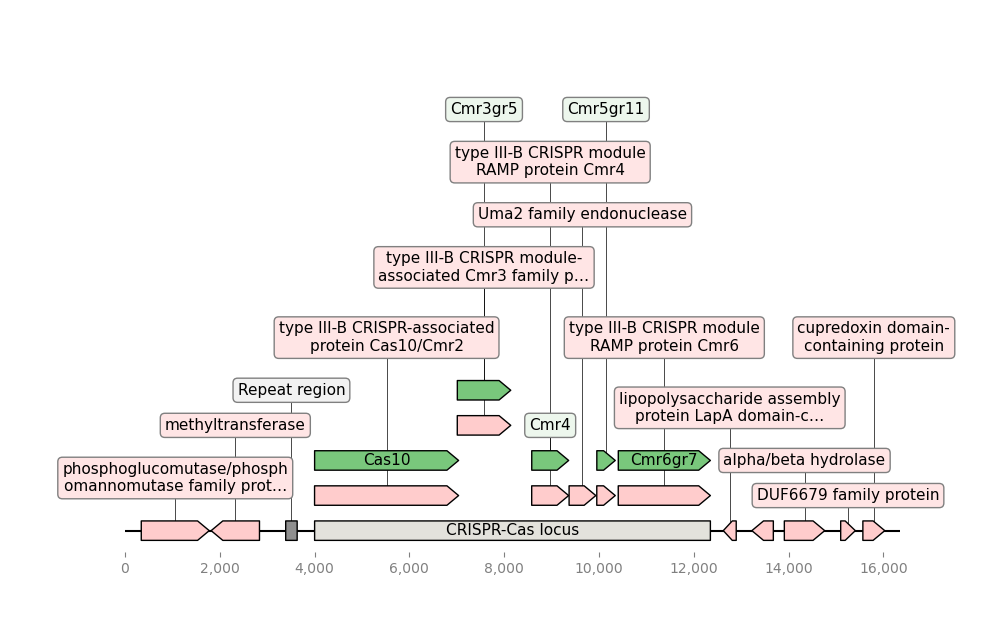 Cmr3gr5
Cmr5gr11
type III-B CRISPR module
RAMP protein Cmr4
Uma2 family endonuclease
type III-B CRISPR module-
associated Cmr3 family p...
type III-B CRISPR-associated
protein Cas10/Cmr2
type III-B CRISPR module
RAMP protein Cmr6
cupredoxin domain-
containing protein
Repeat region
lipopolysaccharide assembly
protein LapA domain-c...
methyltransferase
Cmr4
Cas10
Cmr6gr7
alpha/beta hydrolase
phosphoglucomutase/phosph
omannomutase family prot...
DUF6679 family protein
CRISPR-Cas locus
0
2,000
4,000
6,000
8,000
10,000
12,000
14,000
16,000